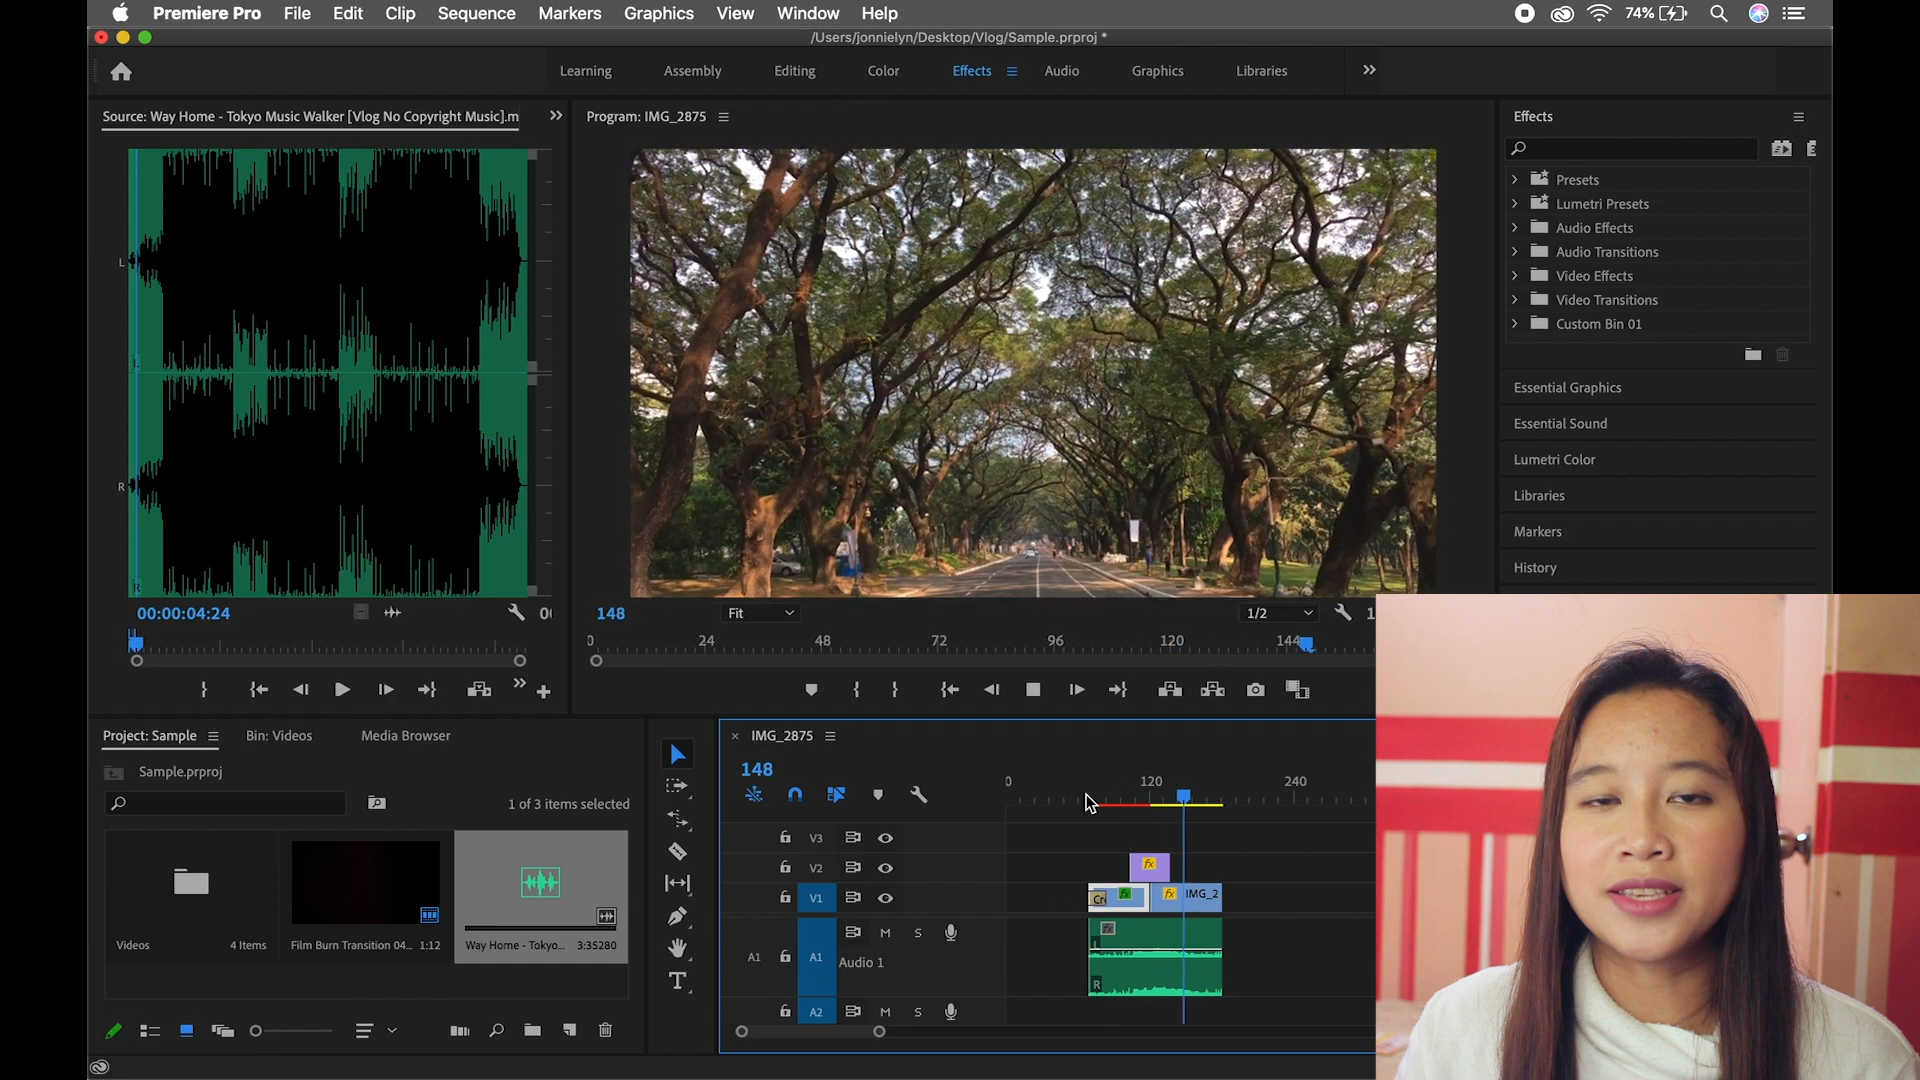 Premiere Pro File Edit Clip Sequence Markers Graphics View Window Help 74%
/Users/jonnielyn/Desktop/Vlog/Sample.prproj *
Learning Assembly Editing Color Effects Audio Graphics Libraries
Source: Way Home - Tokyo Music Walker [Vlog No Copyright Music].m
Program: IMG_2875
Effects
Presets
Lumetri Presets
Audio Effects
Audio Transitions
Video Effects
Video Transitions
Custom Bin 01
Essential Graphics
Essential Sound
Lumetri Color
Libraries
Markers
History
L
R
00:00:04:24
148 Fit 1/2
0 24 48 72 96 120 144
Project: Sample Bin: Videos Media Browser
Sample.prproj
1 of 3 items selected
Videos 4 Items
Film Burn Transition 04... 1:12
Way Home - Tokyo... 3:35280
IMG_2875
148
0 120 240
V3
V2 fx
V1 Cr fx fx IMG_2
M S fx
A1 A1 Audio 1 L
R
A2 M S